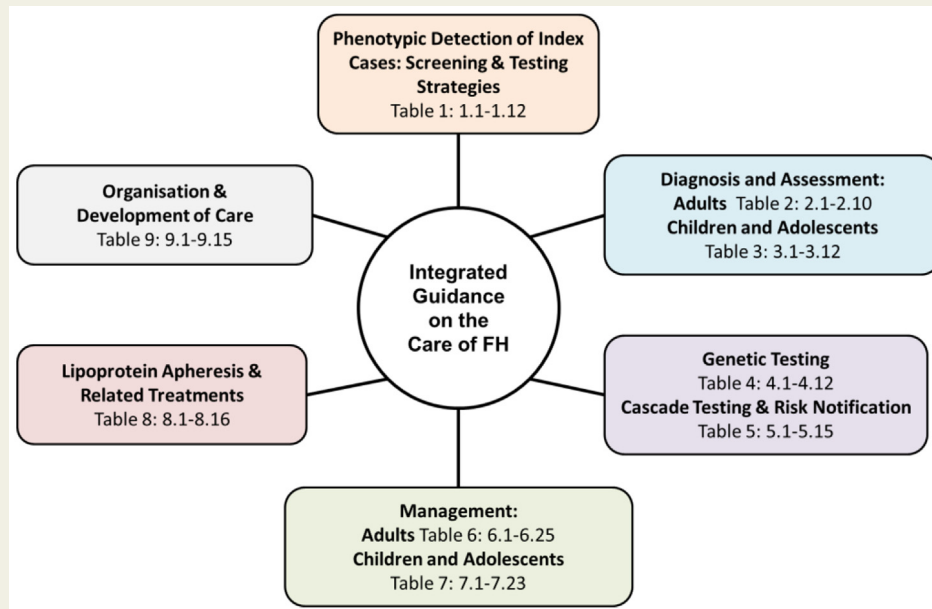 Phenotypic Detection of Index
Cases: Screening & Testing
Strategies
Table 1: 1.1-1.12
Organisation &
Development of Care
Table 9: 9.1-9.15
Diagnosis and Assessment:
Adults Table 2: 2.1-2.10
Children and Adolescents
Table 3: 3.1-3.12
Integrated
Guidance
on the
Care of FH
Lipoprotein Apheresis &
Related Treatments
Table 8: 8.1-8.16
Genetic Testing
Table 4: 4.1-4.12
Cascade Testing & Risk Notification
Table 5: 5.1-5.15
Management:
Adults Table 6: 6.1-6.25
Children and Adolescents
Table 7: 7.1-7.23